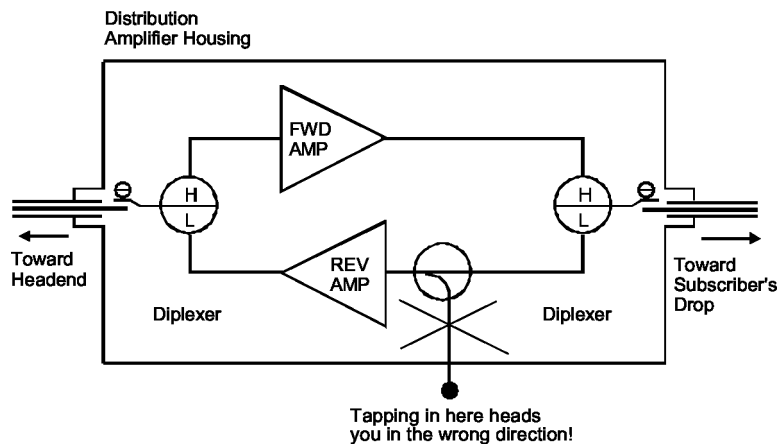 Distribution
Amplifier Housing
FWD
AMP
H
L
H
L
Toward
Headend
REV
AMP
Toward
Subscriber's
Drop
Diplexer
Diplexer
Tapping in here heads
you in the wrong direction!